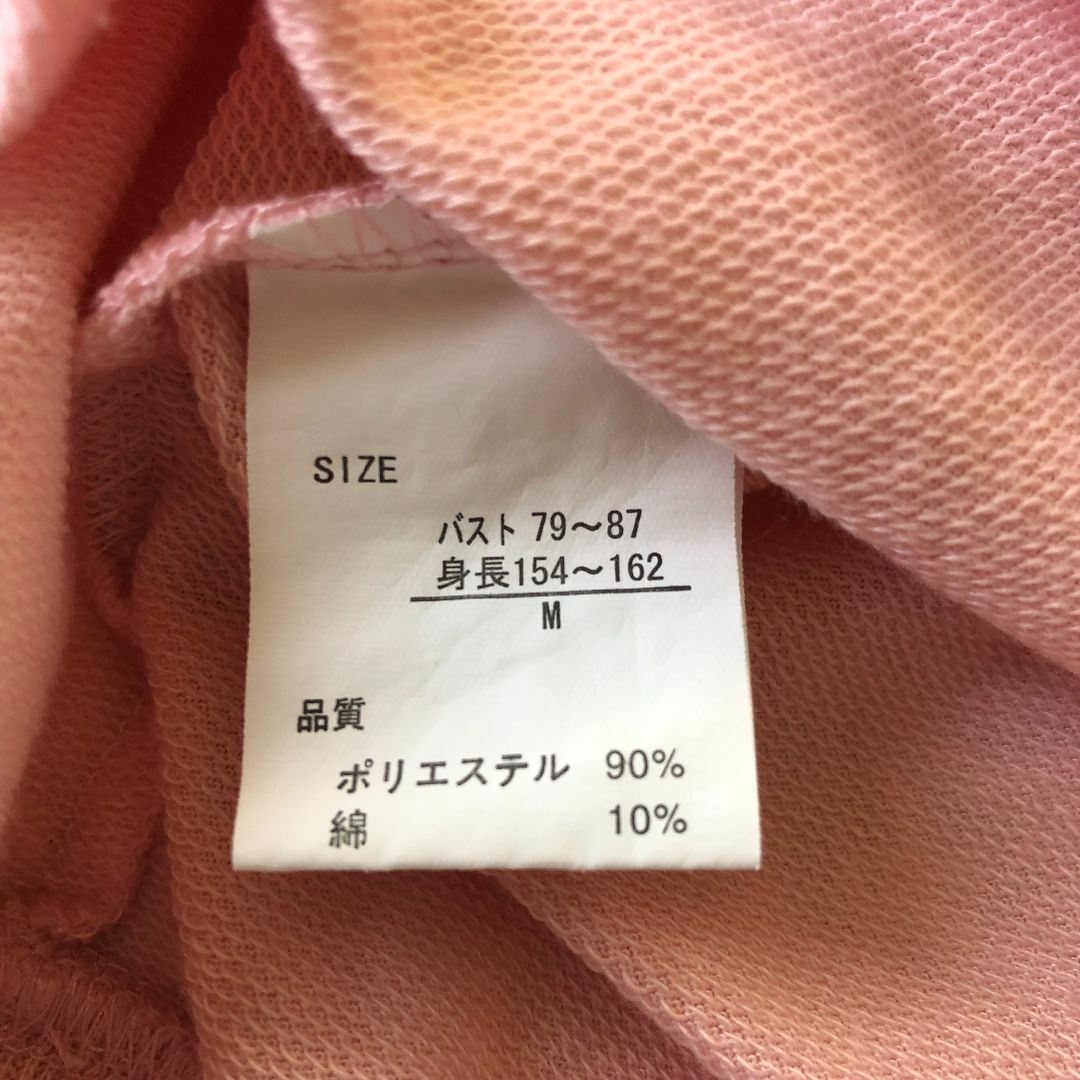 SIZE
バスト 79～87
身長154～162
M
品質
ポリエステル 90%
綿 10%